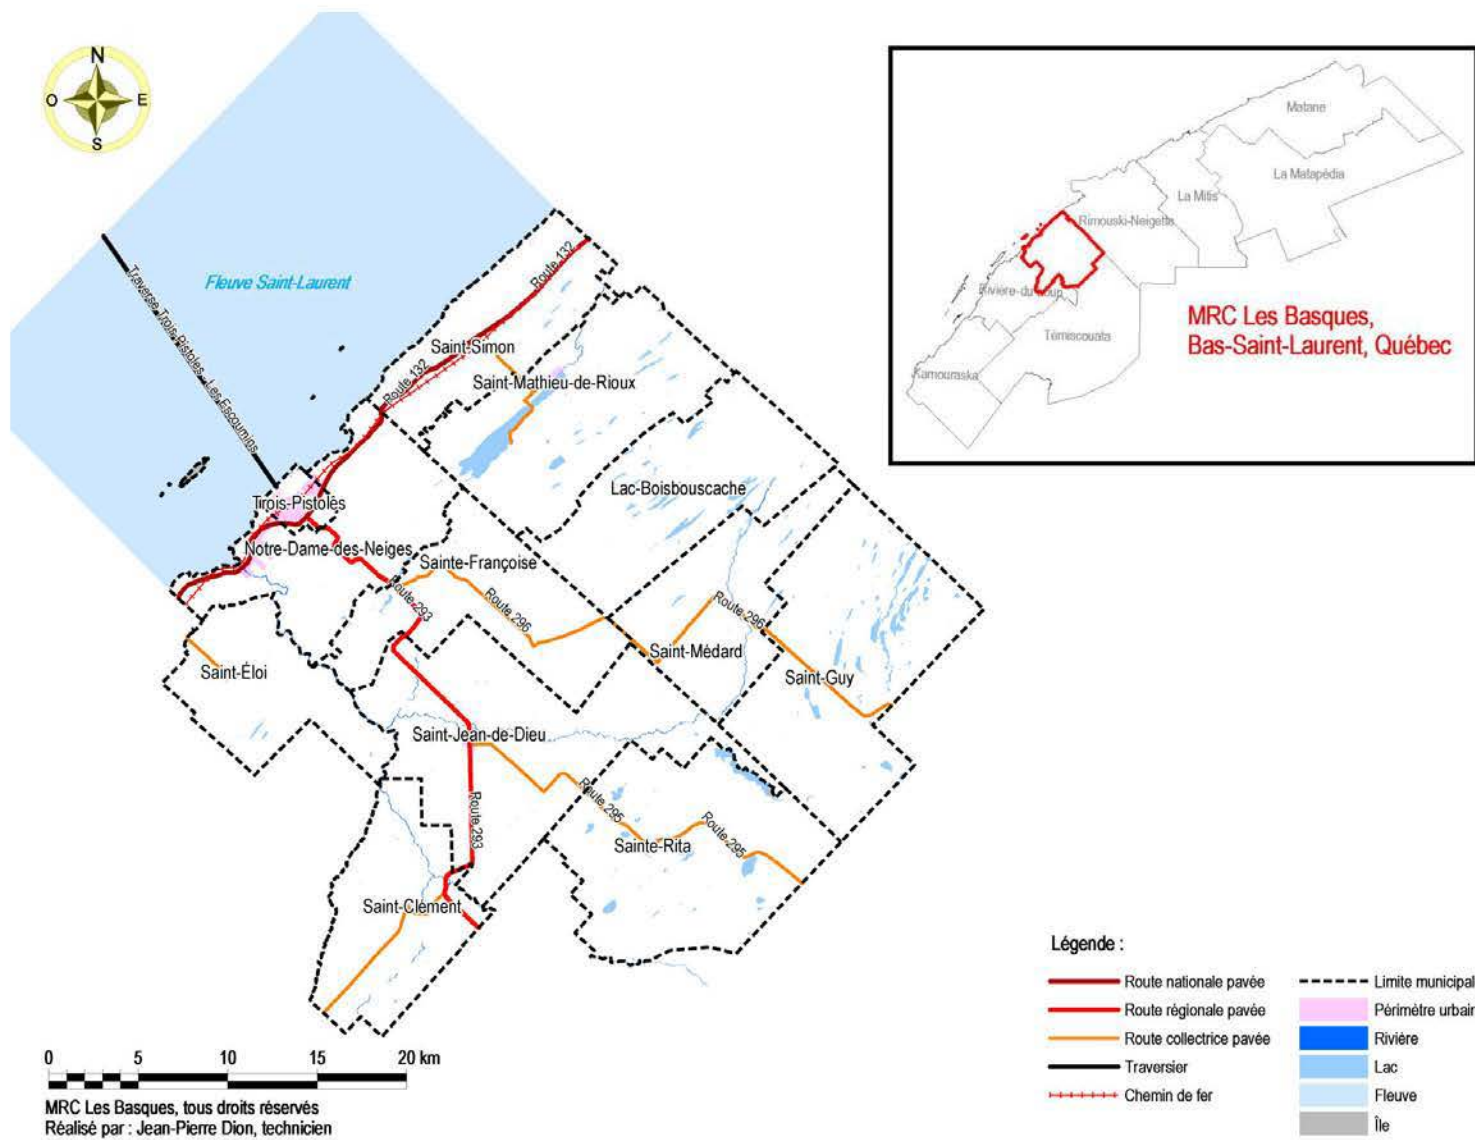 N
O
E
S
Fleuve Saint-Laurent
Traverse Trois-Pistoles - Les Escoumins
Route 132
Saint-Simon
Route 132
Saint-Mathieu-de-Rioux
Lac-Boisbouscache
Tirois-Pistoles
Notre-Dame-des-Neiges
Sainte-Françoise
Route 293
Route 296
Route 296
Saint-Médard
Saint-Guy
Saint-Éloi
Saint-Jean-de-Dieu
Route 295
Route 293
Route 295
Sainte-Rita
Saint-Clément
Matane
La Matapédia
La Mitis
Rimouski-Neigette
Rivière-du-Loup
Témiscouata
Kamouraska
MRC Les Basques,
Bas-Saint-Laurent, Québec
Légende :
Route nationale pavée
Route régionale pavée
Route collectrice pavée
Traversier
Chemin de fer
Limite municipal
Périmètre urbain
Rivière
Lac
Fleuve
Île
0 5 10 15 20 km
MRC Les Basques, tous droits réservés
Réalisé par : Jean-Pierre Dion, technicien